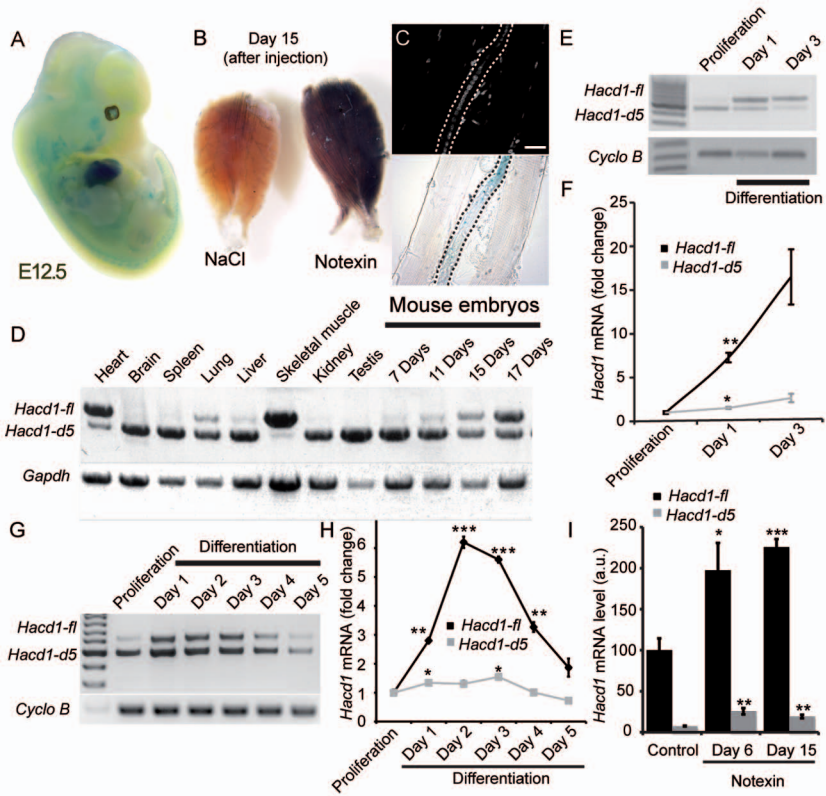 A
E12.5
B
Day 15
(after injection)
NaCl
Notexin
C
D
Heart
Brain
Spleen
Lung
Liver
Skeletal muscle
Kidney
Testis
Mouse embryos
7 Days
11 Days
15 Days
17 Days
Hacd1-fl
Hacd1-d5
Gapdh
E
Proliferation
Day 1
Day 3
Hacd1-fl
Hacd1-d5
Cyclo B
Differentiation
F
Hacd1 mRNA (fold change)
25
20
15
10
5
0
Hacd1-fl
Hacd1-d5
**
*
Proliferation
Day 1
Day 3
G
Differentiation
Proliferation
Day 1
Day 2
Day 3
Day 4
Day 5
Hacd1-fl
Hacd1-d5
Cyclo B
H
Hacd1 mRNA (fold change)
6
5
4
3
2
1
0
***
***
**
**
Hacd1-fl
Hacd1-d5
*
*
Proliferation
Day 1
Day 2
Day 3
Day 4
Day 5
Differentiation
I
Hacd1-fl
Hacd1-d5
Hacd1 mRNA level (a.u.)
250
200
150
100
50
0
*
***
**
**
Control
Day 6
Day 15
Notexin